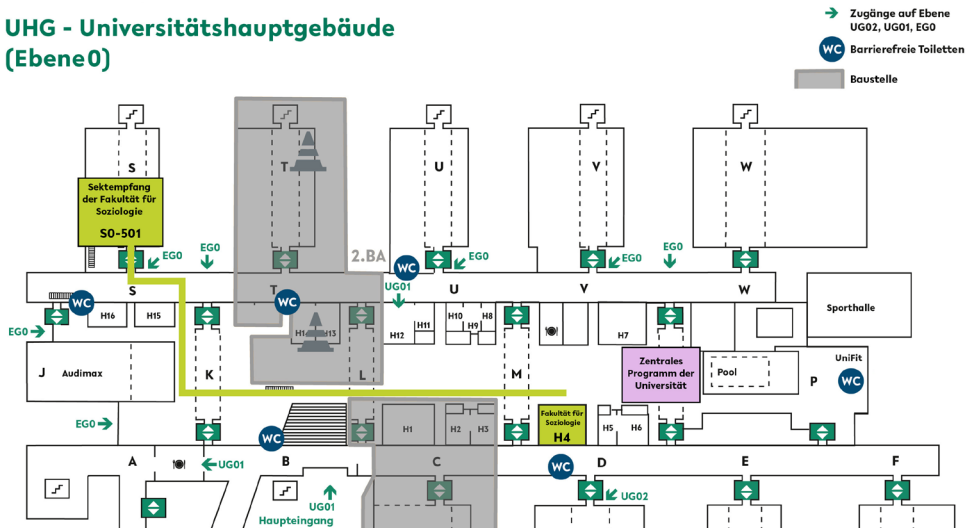 UHG - Universitätshauptgebäude
(Ebene 0)
Zugänge auf Ebene
UG02, UG01, EG0
WC
Barrierefreie Toiletten
Baustelle
S
T
U
V
W
Sektempfang
der Fakultät für
Soziologie
S0-501
EG0
EG0
2.BA
WC
EG0
EG0
EG0
UG01
S
T
U
V
W
WC
WC
H16
H15
H13
H12
H11
H10
H8
H9
H7
Sporthalle
EG0
J
Audimax
K
L
M
Zentrales
Programm der
Universität
Pool
P
UniFit
WC
EG0
WC
H1
H2
H3
Fakultät für
Soziologie
H4
H5
H6
A
UG01
B
C
WC
D
E
F
UG01
Haupteingang
UG02